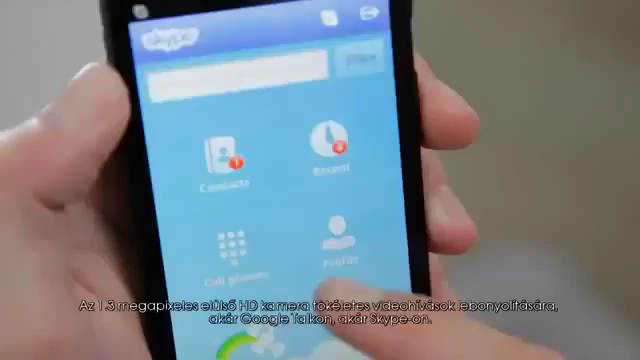 skype
Share
Contacts
Recent
Call phones
Profile
Az 1.3 megapixeles elülső HD kamera tökéletes videohívások lebonyolítására,
akár Google Talkon, akár Skype-on.